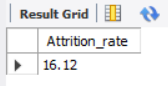 Result Grid
Attrition_rate
16.12